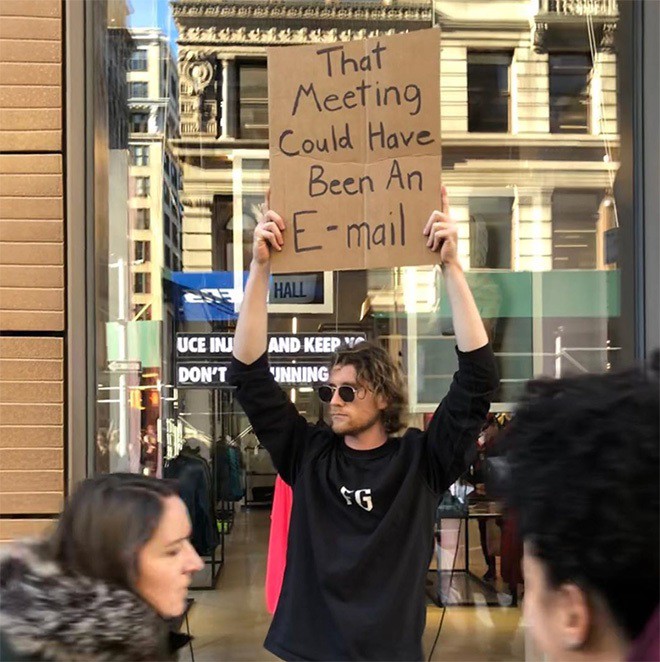 That
Meeting
Could Have
Been An
E-mail
HALL
UCE INJ AND KEEP YO
DON'T UNNING
FG